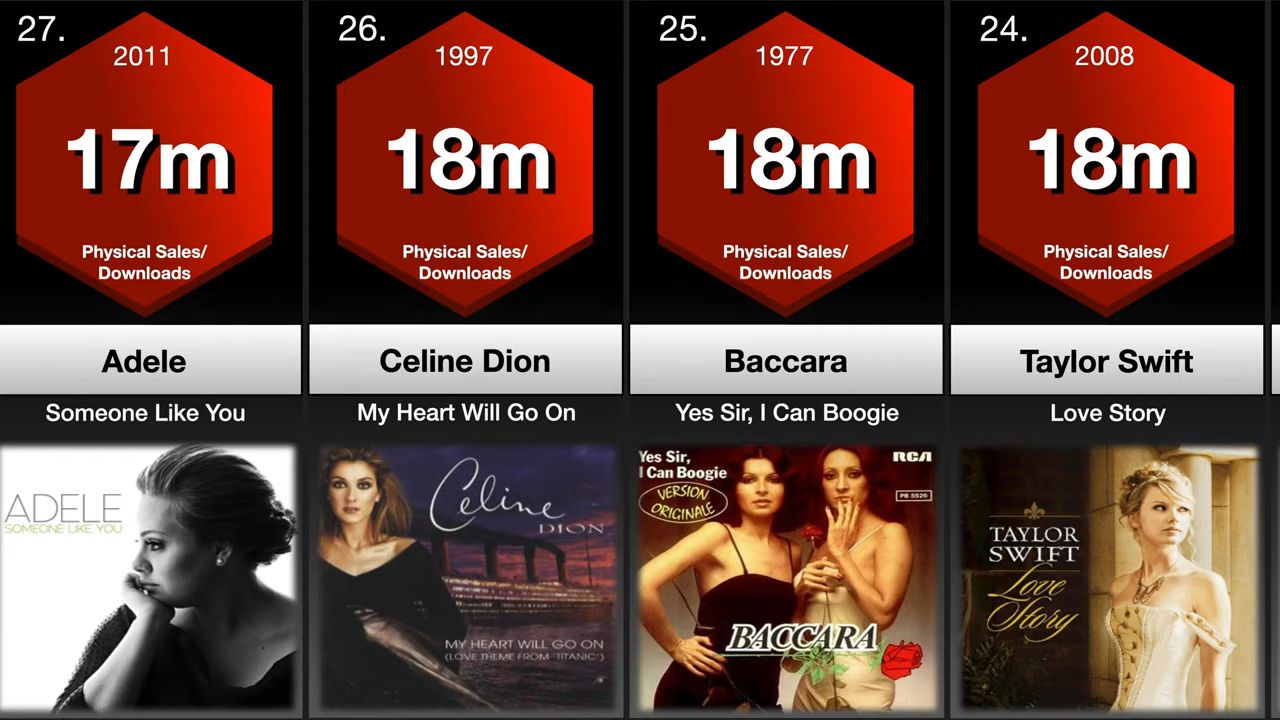 27.
2011
17m
Physical Sales/
Downloads
Adele
Someone Like You
ADELE
SOMEONE LIKE YOU
26.
1997
18m
Physical Sales/
Downloads
Celine Dion
My Heart Will Go On
Celine
DION
MY HEART WILL GO ON
(LOVE THEME FROM 'TITANIC')
25.
1977
18m
Physical Sales/
Downloads
Baccara
Yes Sir, I Can Boogie
Yes Sir,
I Can Boogie
VERSION
ORIGINALE
RCA
PB 5526
BACCARA
24.
2008
18m
Physical Sales/
Downloads
Taylor Swift
Love Story
TAYLOR
SWIFT
Love
Story